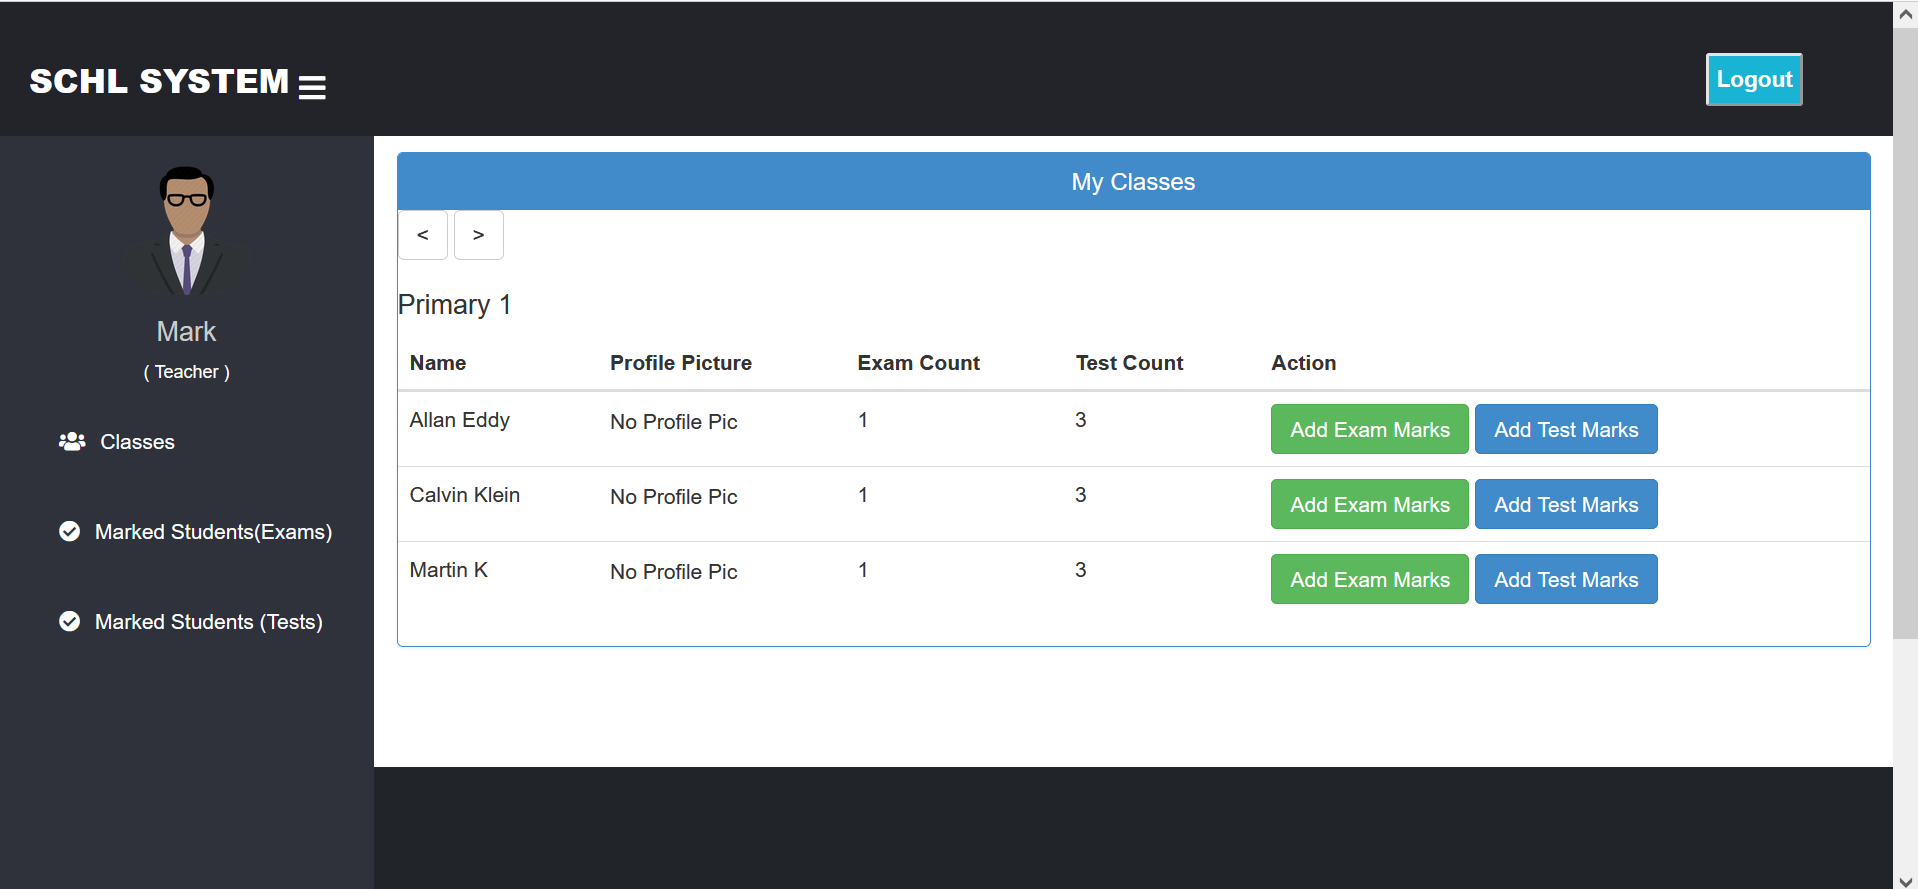 SCHL SYSTEM
Logout
Mark
( Teacher )
Classes
Marked Students(Exams)
Marked Students (Tests)
My Classes
< >
Primary 1
Name Profile Picture Exam Count Test Count Action
Allan Eddy No Profile Pic 1 3 Add Exam Marks Add Test Marks
Calvin Klein No Profile Pic 1 3 Add Exam Marks Add Test Marks
Martin K No Profile Pic 1 3 Add Exam Marks Add Test Marks